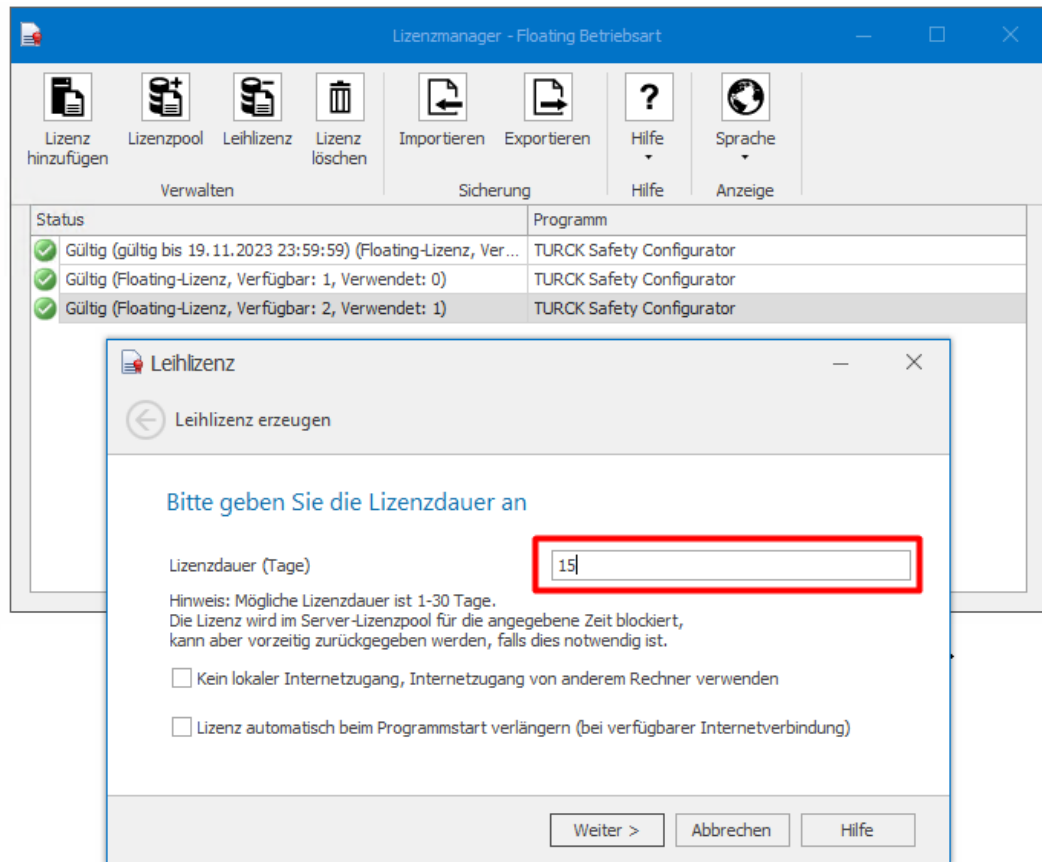 Lizenzmanager - Floating Betriebsart
Lizenz hinzufügen
Lizenzpool
Leihlizenz
Lizenz löschen
Importieren
Exportieren
Hilfe
Sprache
Verwalten
Sicherung
Hilfe
Anzeige
Status
Programm
Gültig (gültig bis 19.11.2023 23:59:59) (Floating-Lizenz, Ver...
TURCK Safety Configurator
Gültig (Floating-Lizenz, Verfügbar: 1, Verwendet: 0)
TURCK Safety Configurator
Gültig (Floating-Lizenz, Verfügbar: 2, Verwendet: 1)
TURCK Safety Configurator
Leihlizenz
Leihlizenz erzeugen
Bitte geben Sie die Lizenzdauer an
Lizenzdauer (Tage)
15
Hinweis: Mögliche Lizenzdauer ist 1-30 Tage.
Die Lizenz wird im Server-Lizenzpool für die angegebene Zeit blockiert,
kann aber vorzeitig zurückgegeben werden, falls dies notwendig ist.
Kein lokaler Internetzugang, Internetzugang von anderem Rechner verwenden
Lizenz automatisch beim Programmstart verlängern (bei verfügbarer Internetverbindung)
Weiter >
Abbrechen
Hilfe